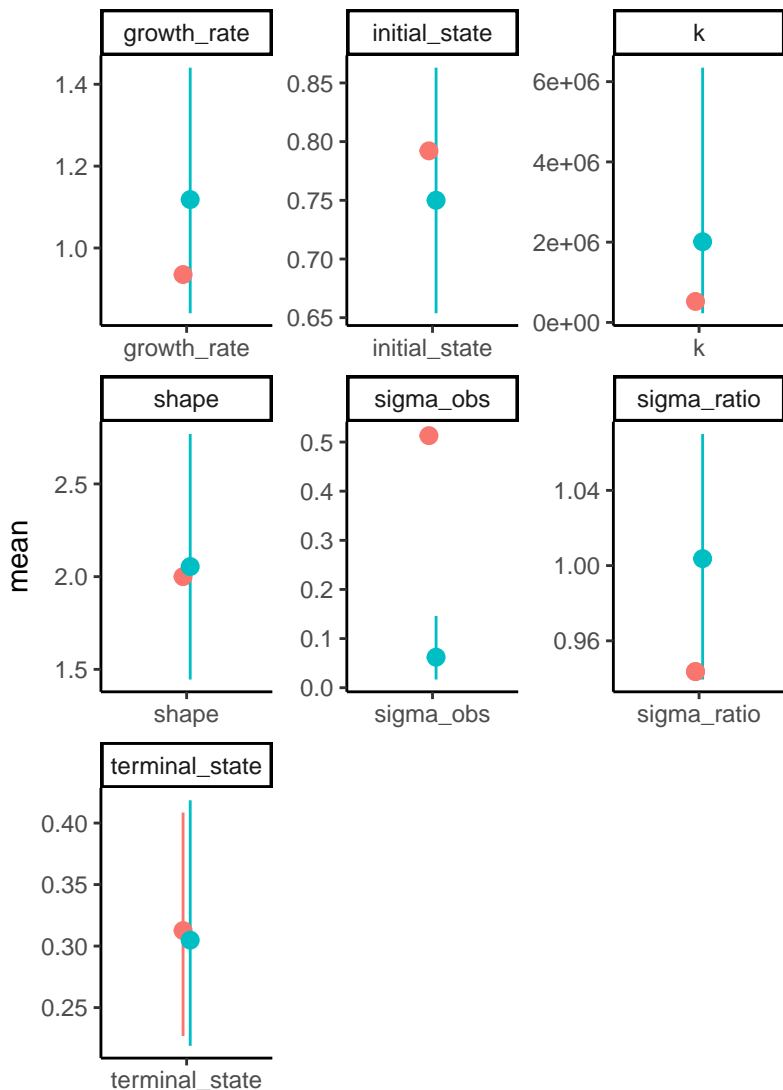 growth_rate initial_state k
1.4
1.2
1.0
0.85
0.80
0.75
0.70
0.65
6e+06
4e+06
2e+06
0e+00
growth_rate initial_state k
shape sigma_obs sigma_ratio
mean
2.5
2.0
1.5
0.5
0.4
0.3
0.2
0.1
0.0
1.04
1.00
0.96
shape sigma_obs sigma_ratio
terminal_state
0.40
0.35
0.30
0.25
terminal_state